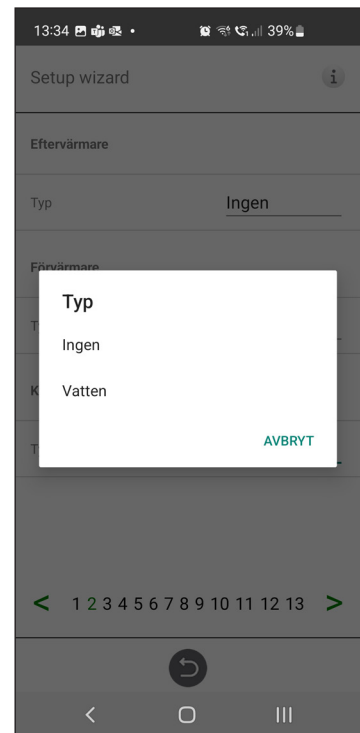 13:34 39%
Setup wizard i
Eftervärmare
Typ Ingen
Förvärmare
Typ
Ingen
Vatten
AVBRYT
< 1 2 3 4 5 6 7 8 9 10 11 12 13 >